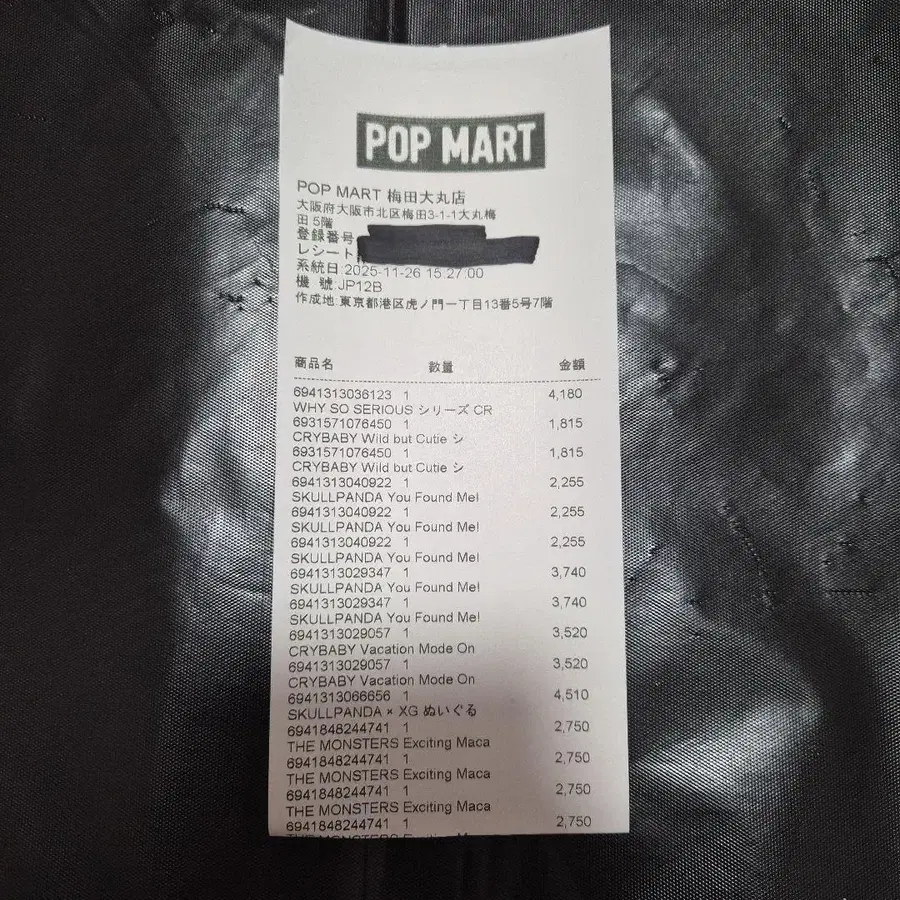 POP MART
POP MART 梅田大丸店
大阪府大阪市北区梅田3-1-1大丸梅
田 5階
登録番号
レシート
系統日:2025-11-26 15:27:00
機 號:JP12B
作成地:東京都港区虎ノ門一丁目13番5号7階
商品名 数量 金額
6941313036123 1 4,180
WHY SO SERIOUS シリーズ CR
6931571076450 1 1,815
CRYBABY Wild but Cutie シ
6931571076450 1 1,815
CRYBABY Wild but Cutie シ
6941313040922 1 2,255
SKULLPANDA You Found Me!
6941313040922 1 2,255
SKULLPANDA You Found Me!
6941313040922 1 2,255
SKULLPANDA You Found Me!
6941313029347 1 3,740
SKULLPANDA You Found Me!
6941313029347 1 3,740
SKULLPANDA You Found Me!
6941313029057 1 3,520
CRYBABY Vacation Mode On
6941313029057 1 3,520
CRYBABY Vacation Mode On
6941313066656 1 4,510
SKULLPANDA × XG ぬいぐる
6941848244741 1 2,750
THE MONSTERS Exciting Maca
6941848244741 1 2,750
THE MONSTERS Exciting Maca
6941848244741 1 2,750
THE MONSTERS Exciting Maca
6941848244741 1 2,750